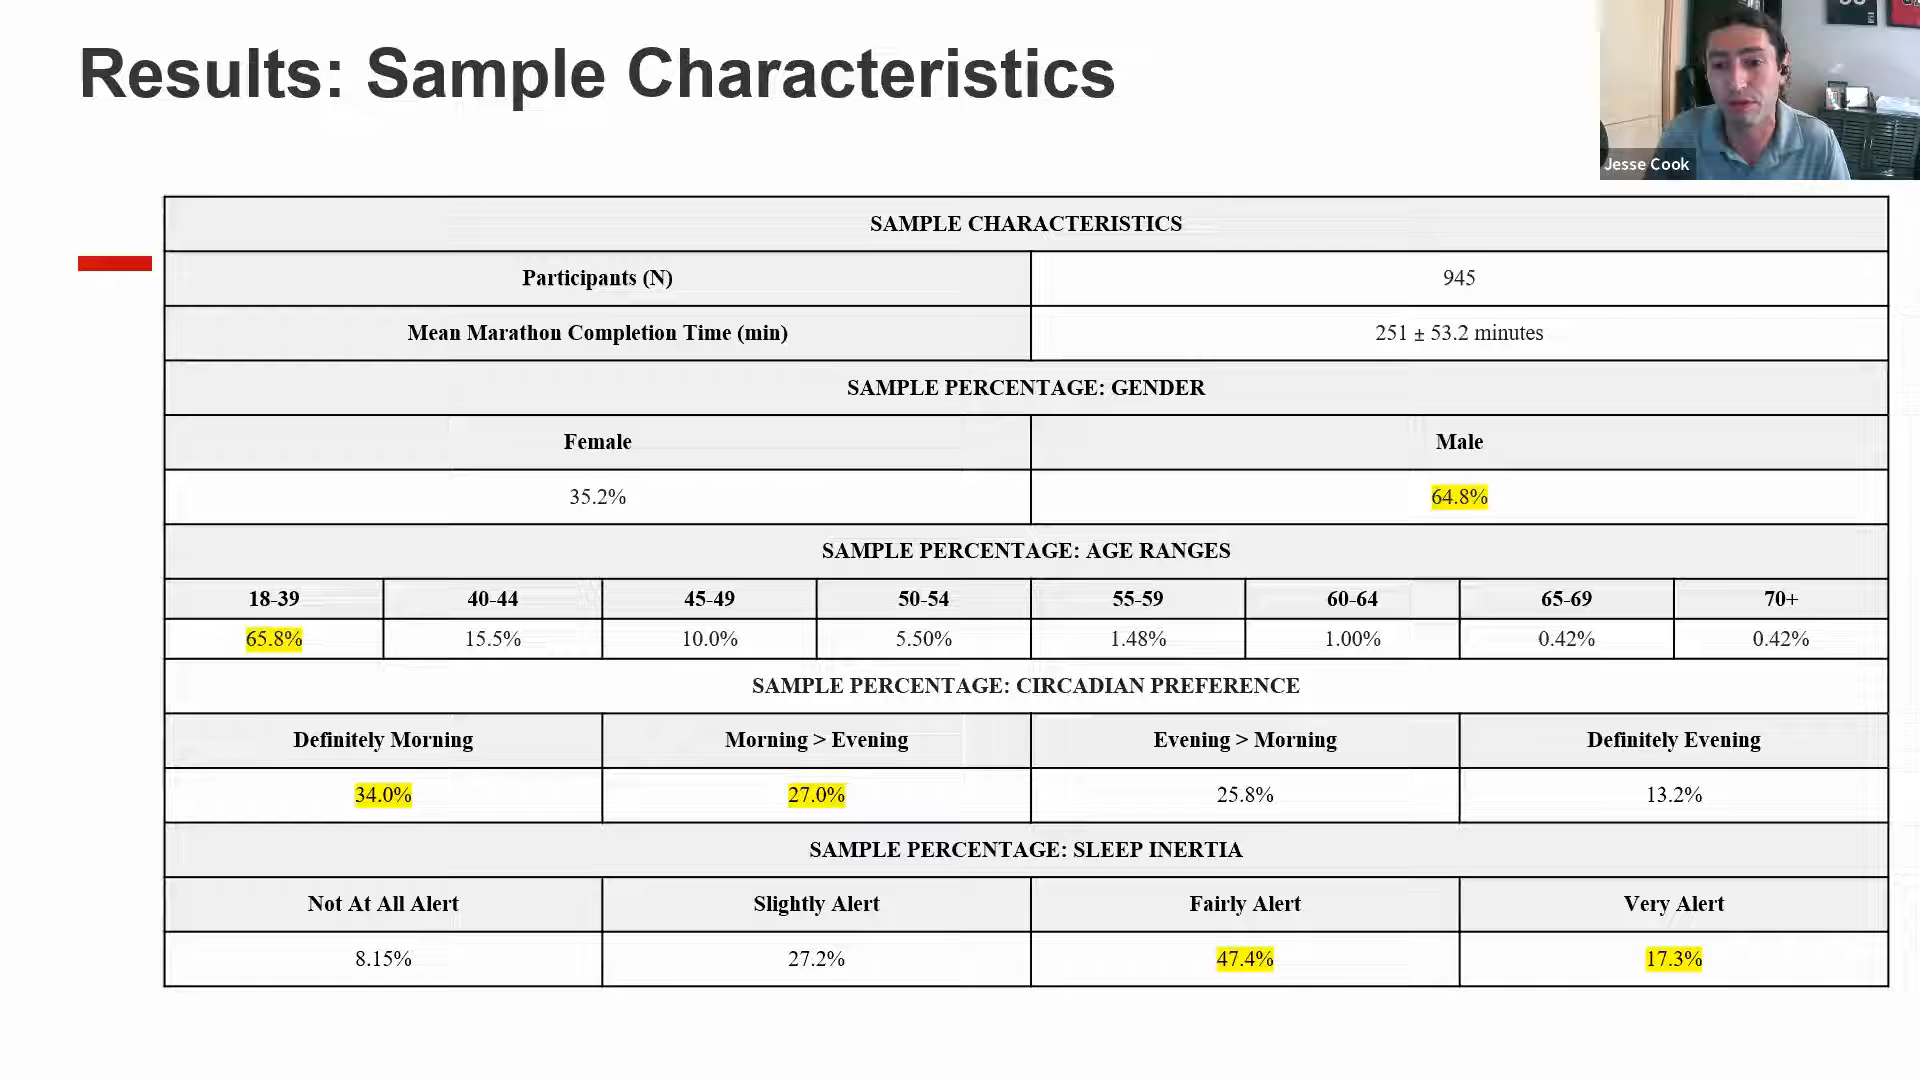 Results: Sample Characteristics
Jesse Cook
SAMPLE CHARACTERISTICS
Participants (N) 945
Mean Marathon Completion Time (min) 251 ± 53.2 minutes
SAMPLE PERCENTAGE: GENDER
Female Male
35.2% 64.8%
SAMPLE PERCENTAGE: AGE RANGES
18-39 40-44 45-49 50-54 55-59 60-64 65-69 70+
65.8% 15.5% 10.0% 5.50% 1.48% 1.00% 0.42% 0.42%
SAMPLE PERCENTAGE: CIRCADIAN PREFERENCE
Definitely Morning Morning > Evening Evening > Morning Definitely Evening
34.0% 27.0% 25.8% 13.2%
SAMPLE PERCENTAGE: SLEEP INERTIA
Not At All Alert Slightly Alert Fairly Alert Very Alert
8.15% 27.2% 47.4% 17.3%